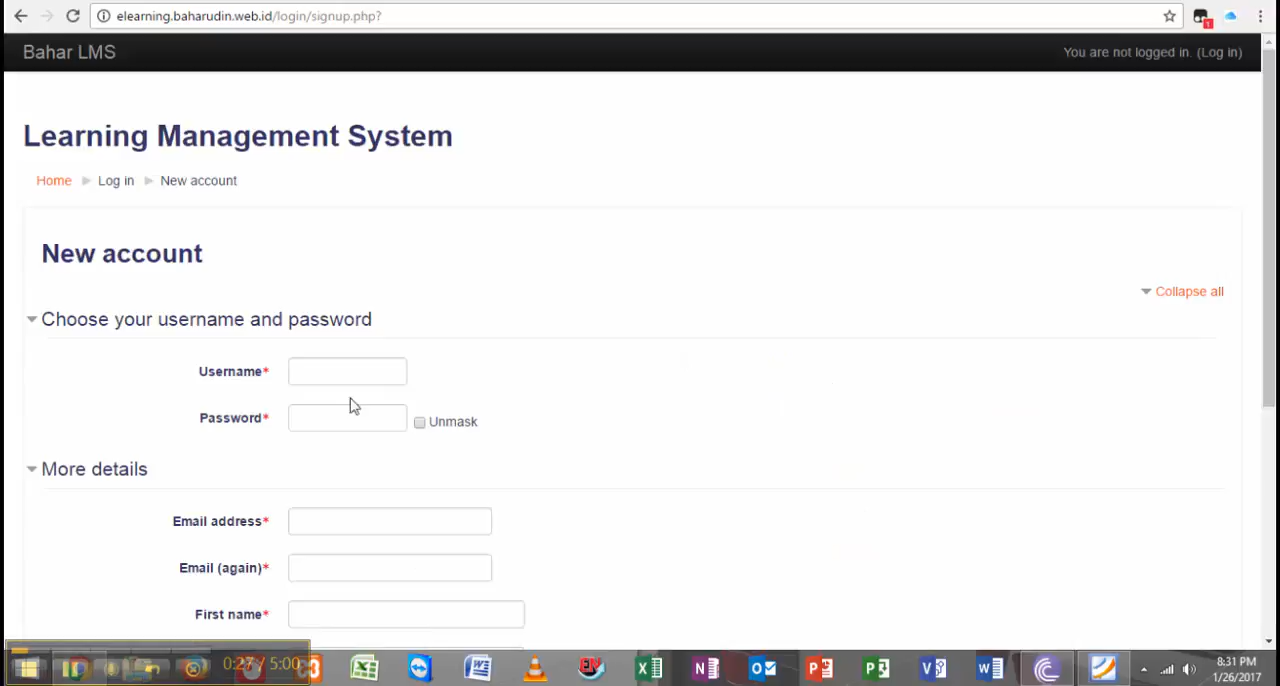 elearning.baharudin.web.id/login/signup.php?
1
Bahar LMS
You are not logged in. (Log in)
Learning Management System
Home
Log in
New account
New account
Collapse all
Choose your username and password
Username*
Password*
Unmask
More details
Email address*
Email (again)*
First name*
0:27 / 5:00
8:31 PM
1/26/2017